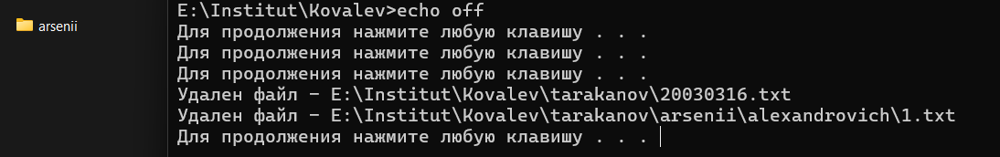 arsenii
E:\Institut\Kovalev>echo off
Для продолжения нажмите любую клавишу . . .
Для продолжения нажмите любую клавишу . . .
Для продолжения нажмите любую клавишу . . .
Удален файл - E:\Institut\Kovalev\tarakanov\20030316.txt
Удален файл - E:\Institut\Kovalev\tarakanov\arsenii\alexandrovich\1.txt
Для продолжения нажмите любую клавишу . . .